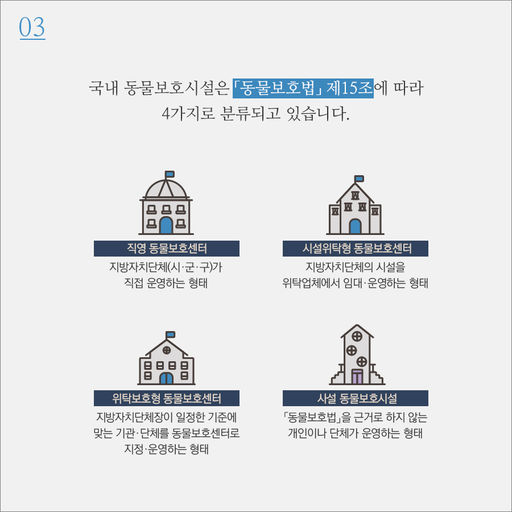 03
국내 동물보호시설은 「동물보호법」 제15조에 따라
4가지로 분류되고 있습니다.
직영 동물보호센터
지방자치단체(시·군·구)가
직접 운영하는 형태
시설위탁형 동물보호센터
지방자치단체의 시설을
위탁업체에서 임대·운영하는 형태
위탁보호형 동물보호센터
지방자치단체장이 일정한 기준에
맞는 기관·단체를 동물보호센터로
지정·운영하는 형태
사설 동물보호시설
「동물보호법」을 근거로 하지 않는
개인이나 단체가 운영하는 형태